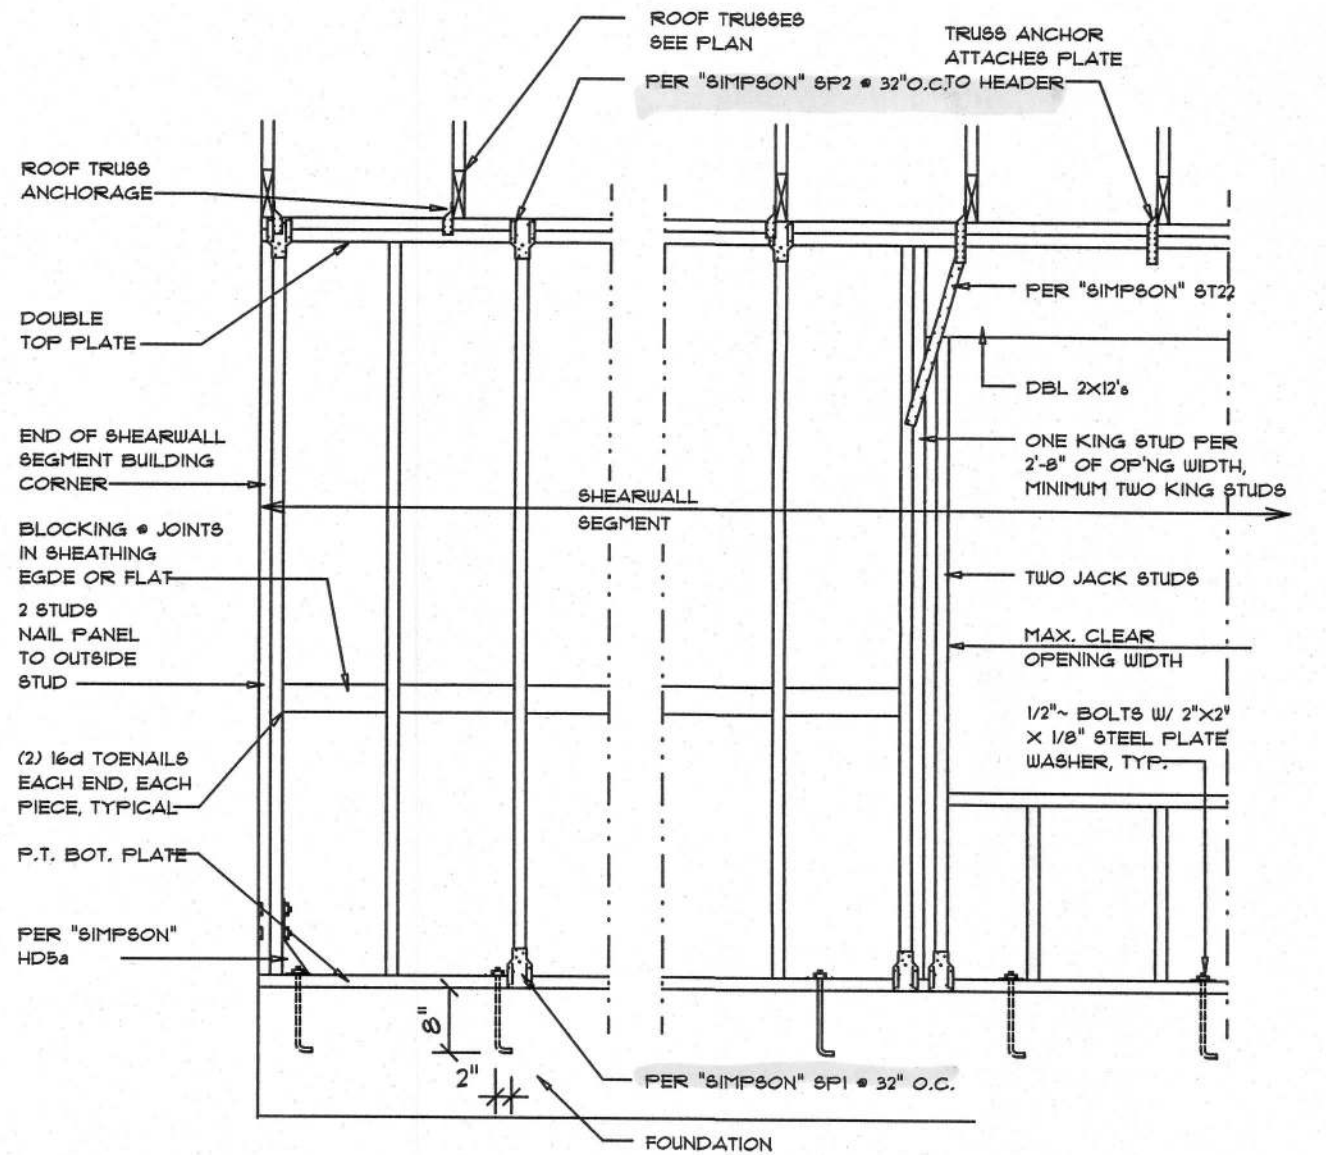 ROOF TRUSSES
SEE PLAN
PER "SIMPSON" SP2 @ 32"O.C.
TRUSS ANCHOR
ATTACHES PLATE
TO HEADER
ROOF TRUSS
ANCHORAGE
DOUBLE
TOP PLATE
PER "SIMPSON" ST22
DBL 2X12's
END OF SHEARWALL
SEGMENT BUILDING
CORNER
ONE KING STUD PER
2'-8" OF OP'NG WIDTH,
MINIMUM TWO KING STUDS
SHEARWALL
SEGMENT
BLOCKING @ JOINTS
IN SHEATHING
EGDE OR FLAT
TWO JACK STUDS
2 STUDS
NAIL PANEL
TO OUTSIDE
STUD
MAX. CLEAR
OPENING WIDTH
1/2"~ BOLTS W/ 2"X2"
X 1/8" STEEL PLATE
WASHER, TYP.
(2) 16d TOENAILS
EACH END, EACH
PIECE, TYPICAL
P.T. BOT. PLATE
PER "SIMPSON"
HD5a
8"
2"
PER "SIMPSON" SP1 @ 32" O.C.
FOUNDATION